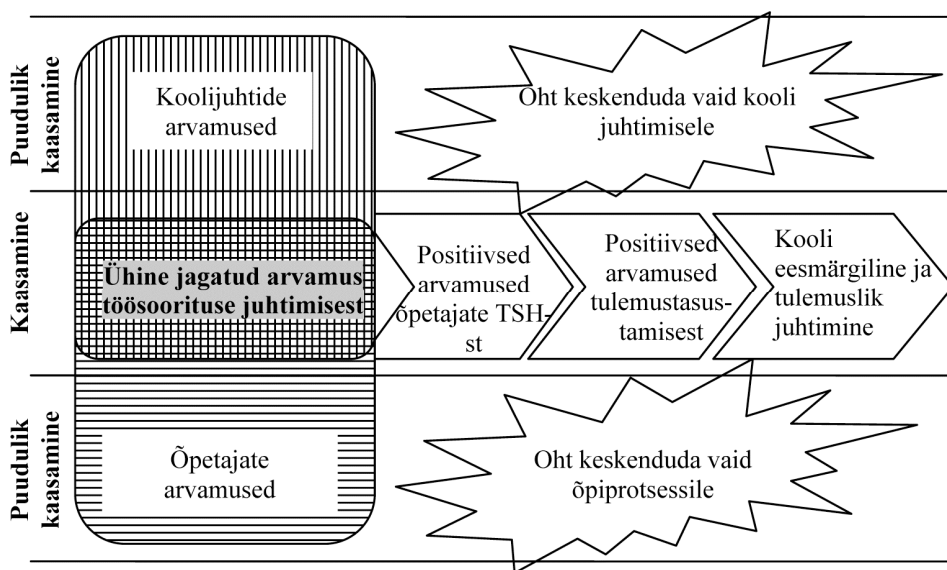 Puudulik
kaasamine
Koolijuhtide
arvamused
Oht keskenduda vaid kooli
juhtimisele
Kaasamine
Ühine jagatud arvamus
töösoorituse juhtimisest
Positiivsed
arvamused
õpetajate TSH-
st
Positiivsed
arvamused
tulemustasus-
tamisest
Kooli
eesmärgiline ja
tulemuslik
juhtimine
Puudulik
kaasamine
Õpetajate
arvamused
Oht keskenduda vaid
õpiprotsessile